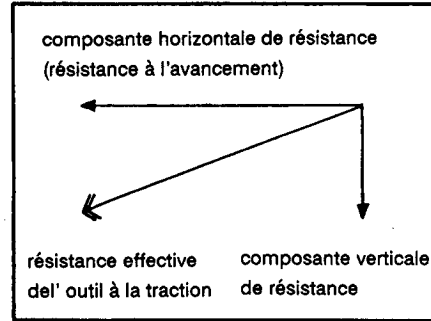 composante horizontale de résistance
(résistance à l'avancement)
résistance effective
del' outil à la traction
composante verticale
de résistance